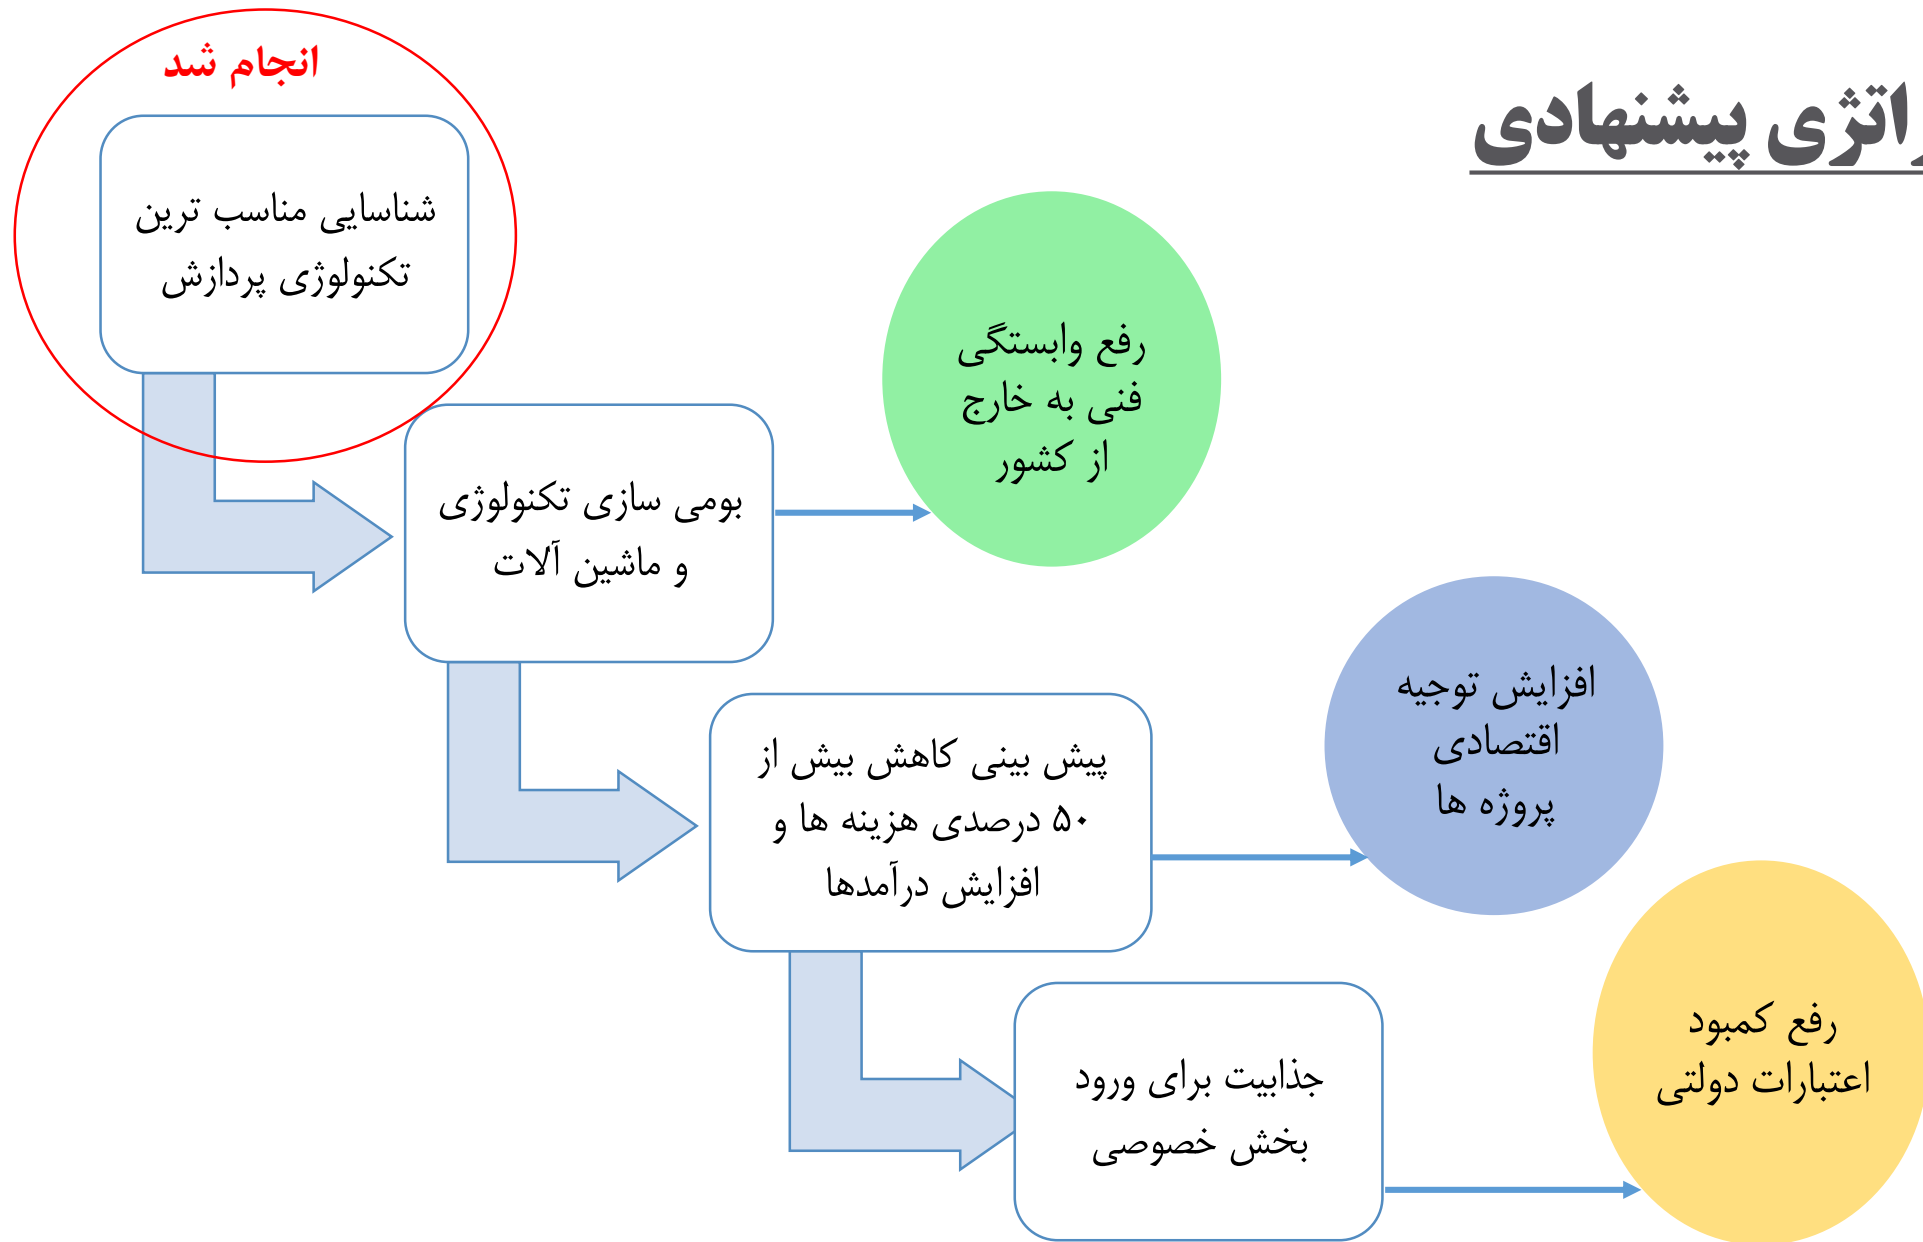 راتژی پیشنهادی
انجام شد
شناسایی مناسب ترین
تکنولوژی پردازش
رفع وابستگی
فنی به خارج
از کشور
بومی سازی تکنولوژی
و ماشین آلات
افزایش توجیه
اقتصادی
پروژه ها
پیش بینی کاهش بیش از
۵۰ درصدی هزینه ها و
افزایش درآمدها
رفع کمبود
اعتبارات دولتی
جذابیت برای ورود
بخش خصوصی